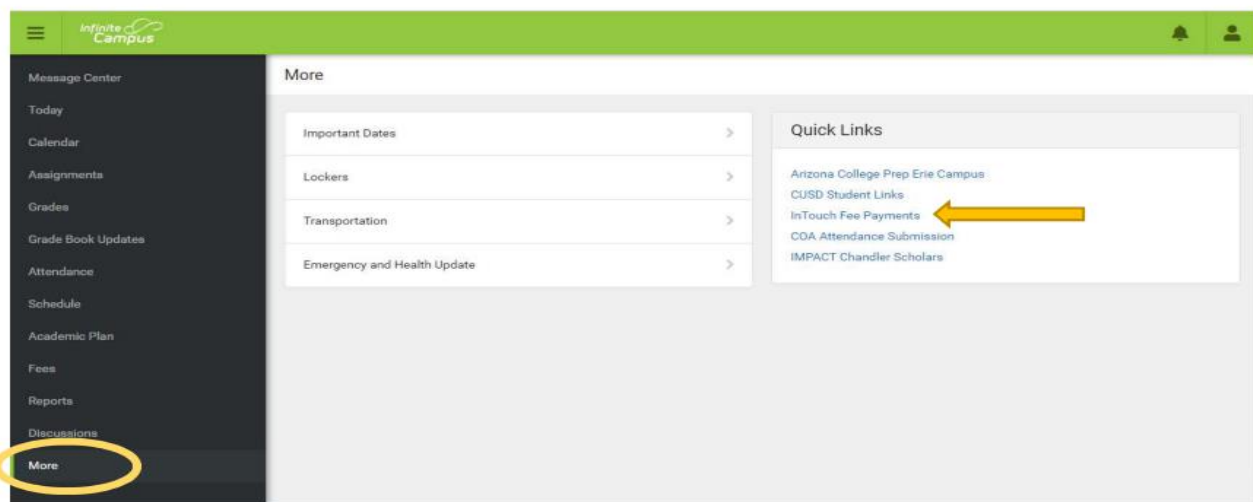 Infinite
Campus
Message Center
Today
Calendar
Assignments
Grades
Grade Book Updates
Attendance
Schedule
Academic Plan
Fees
Reports
Discussions
More
More
Important Dates
Lockers
Transportation
Emergency and Health Update
Quick Links
Arizona College Prep Erie Campus
CUSD Student Links
InTouch Fee Payments
COA Attendance Submission
IMPACT Chandler Scholars